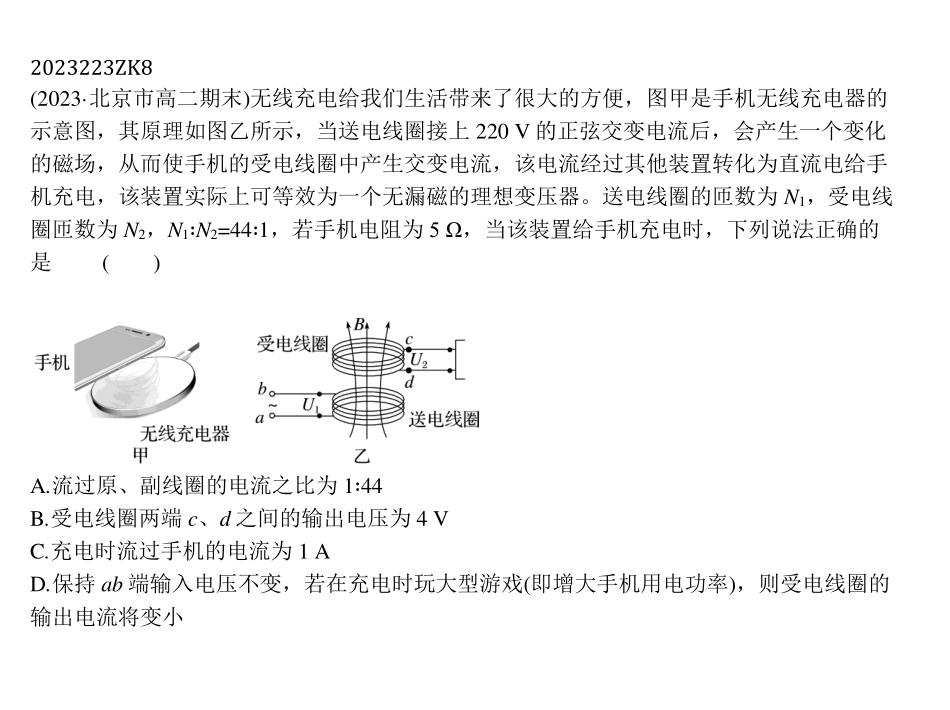 2023223ZK8
(2023·北京市高二期末)无线充电给我们生活带来了很大的方便，图甲是手机无线充电器的
示意图，其原理如图乙所示，当送电线圈接上 220 V 的正弦交变电流后，会产生一个变化
的磁场，从而使手机的受电线圈中产生交变电流，该电流经过其他装置转化为直流电给手
机充电，该装置实际上可等效为一个无漏磁的理想变压器。送电线圈的匝数为 N₁，受电线
圈匝数为 N₂，N₁∶N₂=44∶1，若手机电阻为 5 Ω，当该装置给手机充电时，下列说法正确的
是 ( )
手机
无线充电器
甲
B
受电线圈
c
U₂
d
b
~
a
U₁
送电线圈
乙
A.流过原、副线圈的电流之比为 1∶44
B.受电线圈两端 c、d 之间的输出电压为 4 V
C.充电时流过手机的电流为 1 A
D.保持 ab 端输入电压不变，若在充电时玩大型游戏(即增大手机用电功率)，则受电线圈的
输出电流将变小